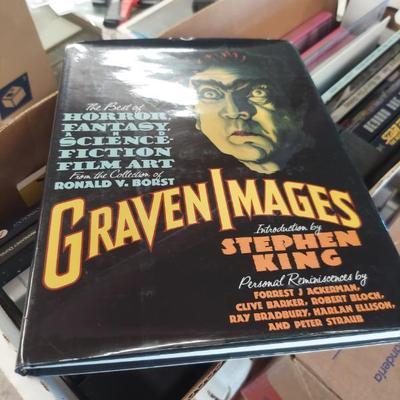 The Best of
HORROR,
FANTASY,
AND
SCIENCE-
FICTION
FILM ART
From the Collection of
RONALD V. BORST
GRAVEN IMAGES
Introduction by
STEPHEN
KING
Personal Reminiscences by
FORREST J ACKERMAN,
CLIVE BARKER, ROBERT BLOCH,
RAY BRADBURY, HARLAN ELLISON,
AND PETER STRAUB